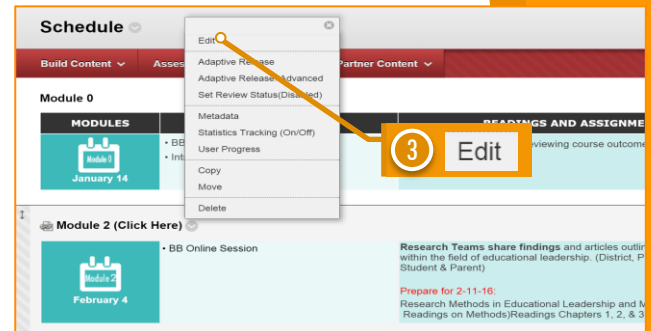 Schedule
Edit
Build Content
Asses
Partner Content
Adaptive Release
Adaptive Release: Advanced
Set Review Status(Disabled)
Module 0
Metadata
Statistics Tracking (On/Off)
User Progress
Copy
Move
Delete
MODULES
READINGS AND ASSIGNME
• BB
• Int
Module 0
January 14
eviewing course outcome
3 Edit
Module 2 (Click Here)
• BB Online Session
Module 2
February 4
Research Teams share findings and articles outlin
within the field of educational leadership. (District, P
Student & Parent)
Prepare for 2-11-16:
Research Methods in Educational Leadership and M
Readings on Methods)Readings Chapters 1, 2, & 3